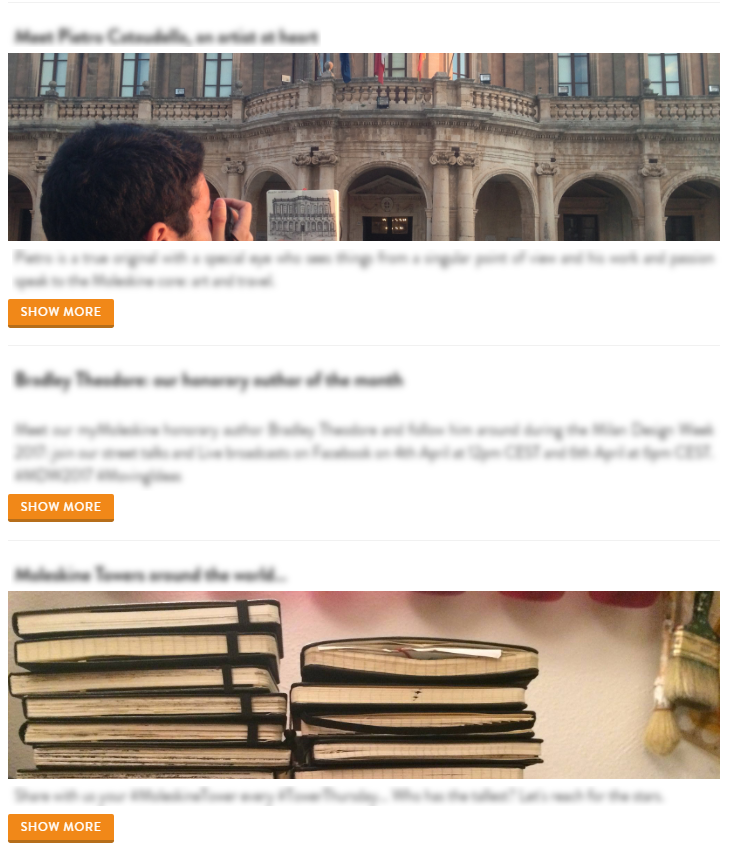 Meet Pietro Cataudella, an artist at heart
Pietro is a true original with a special eye who sees things from a singular point of view and his work and passion
speak to the Moleskine core: art and travel.
SHOW MORE
Bradley Theodore: our honorary author of the month
Meet our myMoleskine honorary author Bradley Theodore and follow him around during the Milan Design Week
2017: join our street talks and Live broadcasts on Facebook on 4th April at 12pm CEST and 6th April at 6pm CEST.
#MDW2017 #MovingIdeas
SHOW MORE
Moleskine Towers around the world...
Share with us your #MoleskineTower every #TowerThursday... Who has the tallest? Let's reach for the stars.
SHOW MORE